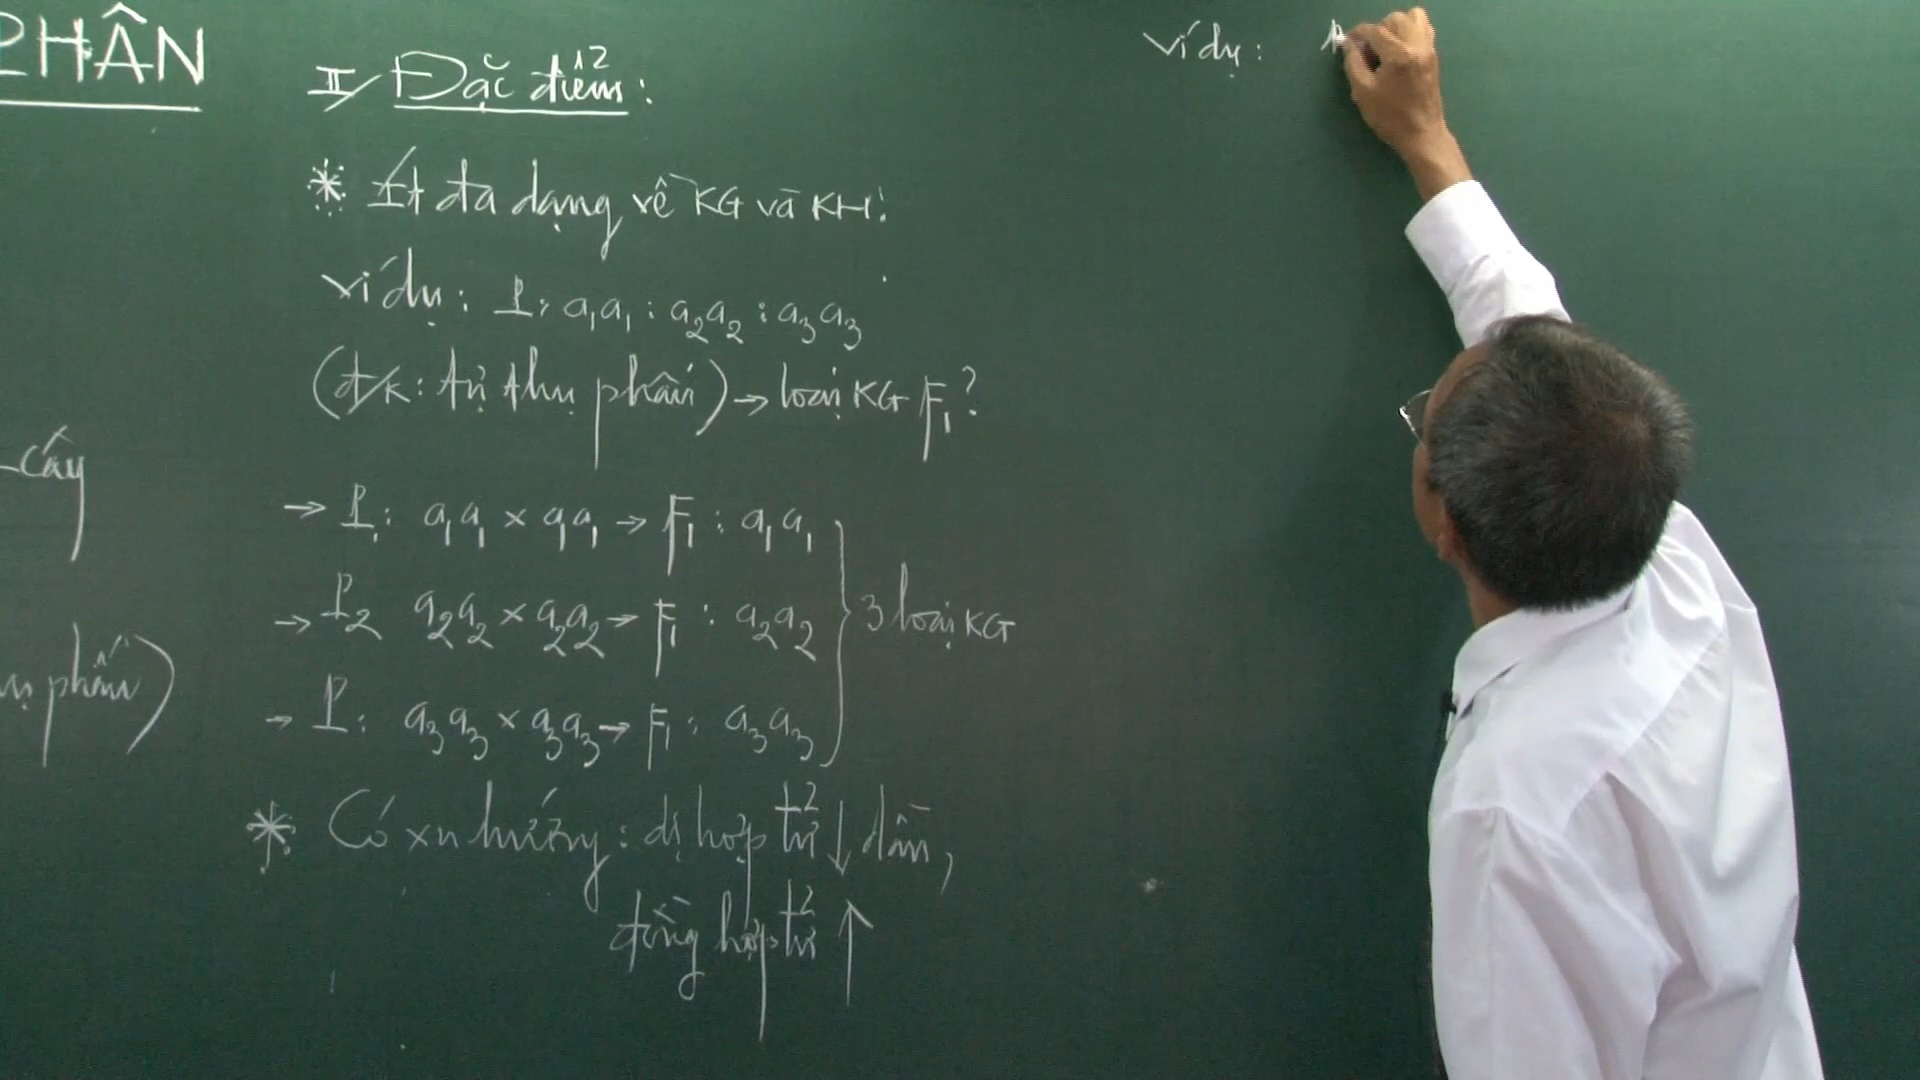 PHÂN
cấy
phấn)
II/ Đặc điểm:
* Ít đa dạng về KG và KH:
Ví dụ: P: a₁a₁ : a₂a₂ : a₃a₃
(đ/k: tự thụ phấn) → loại KG F₁?
→ P: a₁a₁ × a₁a₁ → F₁ : a₁a₁
→ P₂ a₂a₂ × a₂a₂ → F₁ : a₂a₂
→ P: a₃a₃ × a₃a₃ → F₁ : a₃a₃
} 3 loại KG
* Có xu hướng: dị hợp tử ↓ dần,
đồng hợp tử ↑
Ví dụ: